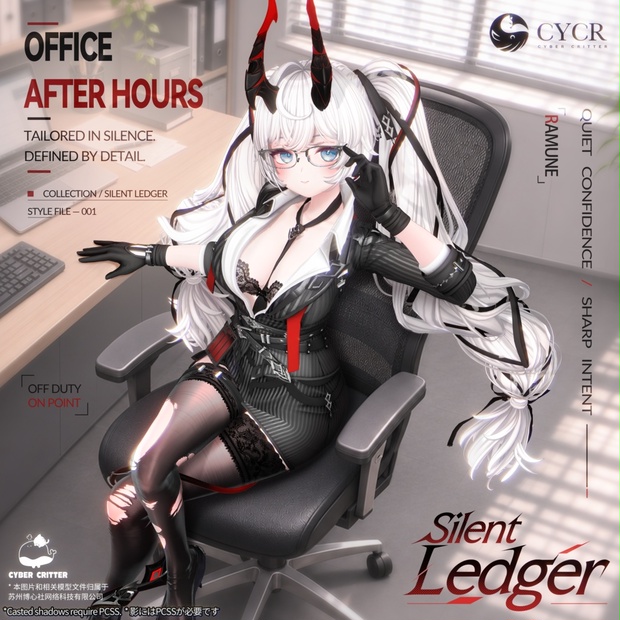 OFFICE
AFTER HOURS
TAILORED IN SILENCE.
DEFINED BY DETAIL.
COLLECTION / SILENT LEDGER
STYLE FILE — 001
CYCR
CYBER CRITTER
RAMUNE
QUIET CONFIDENCE / SHARP INTENT
OFF DUTY
ON POINT
Silent
Ledger
CYBER CRITTER
*本图片和相关模型文件归属于
苏州博心社网络科技有限公司
*Casted shadows require PCSS. *影にはPCSSが必要です